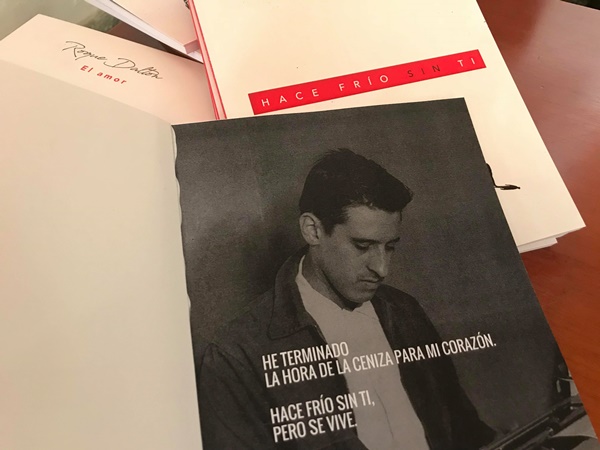 Roque Dalton
El amor
HACE FRÍO SIN TI
HE TERMINADO
LA HORA DE LA CENIZA PARA MI CORAZÓN.
HACE FRÍO SIN TI,
PERO SE VIVE.